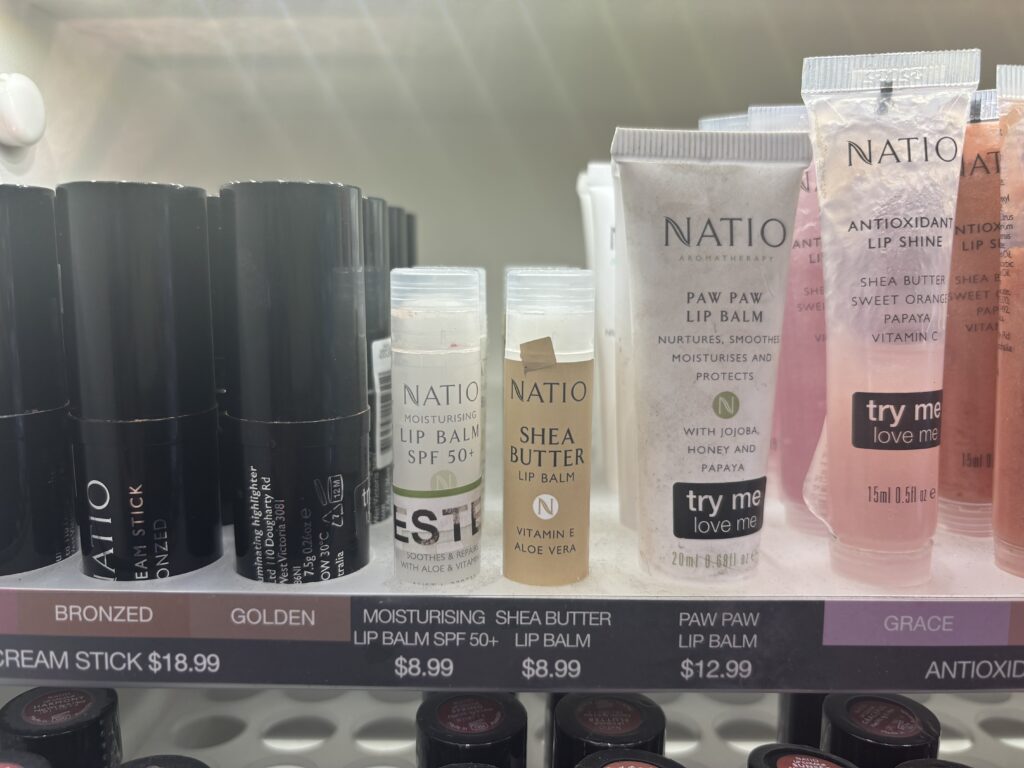 NATIO
EAM STICK
ONZED
minating highlighter
Ltd 110 Dougharty Rd
West Victoria 3081
7.5g 0.26oz e
OW 30°C
12M
NATIO
MOISTURISING
LIP BALM
SPF 50+
N
ESTE
SOOTHES & REPAIRS
WITH ALOE & VITAMIN
NATIO
SHEA
BUTTER
LIP BALM
N
VITAMIN E
ALOE VERA
NATIO
AROMATHERAPY
PAW PAW
LIP BALM
NURTURES, SMOOTHES
MOISTURISES AND
PROTECTS
N
WITH JOJOBA,
HONEY AND
PAPAYA
try me
love me
20ml 0.68fl oz e
NATIO
ANTIOXIDANT
LIP SHINE
SHEA BUTTER
SWEET ORANGE
PAPAYA
VITAMIN C
try me
love me
15ml 0.5fl oz e
BRONZED
GOLDEN
CREAM STICK $18.99
MOISTURISING
LIP BALM SPF 50+
$8.99
SHEA BUTTER
LIP BALM
$8.99
PAW PAW
LIP BALM
$12.99
GRACE
ANTIOXID